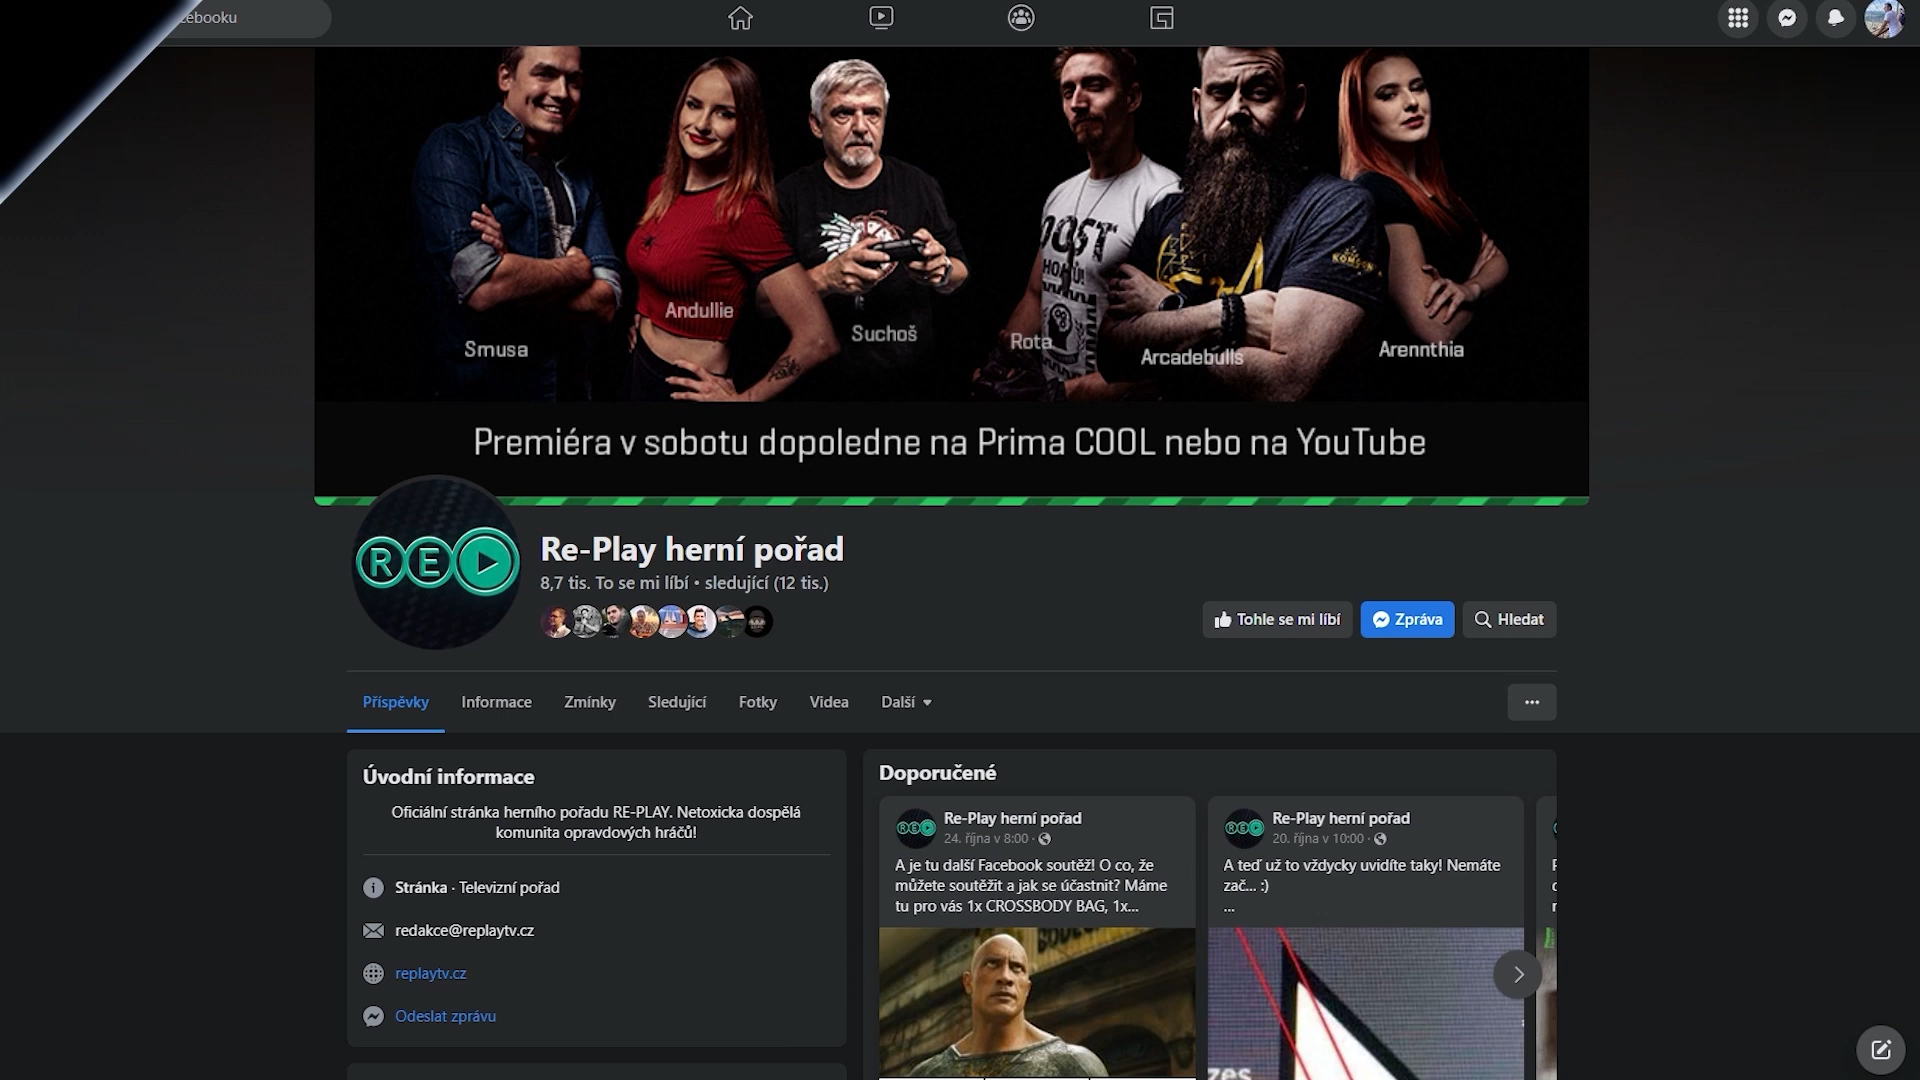 cebooku
Smusa
Andullie
Suchoš
Rota
Arcadebulls
Arennthia
Premiéra v sobotu dopoledne na Prima COOL nebo na YouTube
RE
Re-Play herní pořad
8,7 tis. To se mi líbí • sledující (12 tis.)
Tohle se mi líbí
Zpráva
Hledat
Příspěvky
Informace
Zmínky
Sledující
Fotky
Videa
Další
Úvodní informace
Oficiální stránka herního pořadu RE-PLAY. Netoxicka dospělá
komunita opravdových hráčů!
Stránka · Televizní pořad
redakce@replaytv.cz
replaytv.cz
Odeslat zprávu
Doporučené
Re-Play herní pořad
24. října v 8:00 ·
A je tu další Facebook soutěž! O co, že
můžete soutěžit a jak se účastnit? Máme
tu pro vás 1x CROSSBODY BAG, 1x...
Re-Play herní pořad
20. října v 10:00 ·
A teď už to vždycky uvidíte taky! Nemáte
zač... :)
...